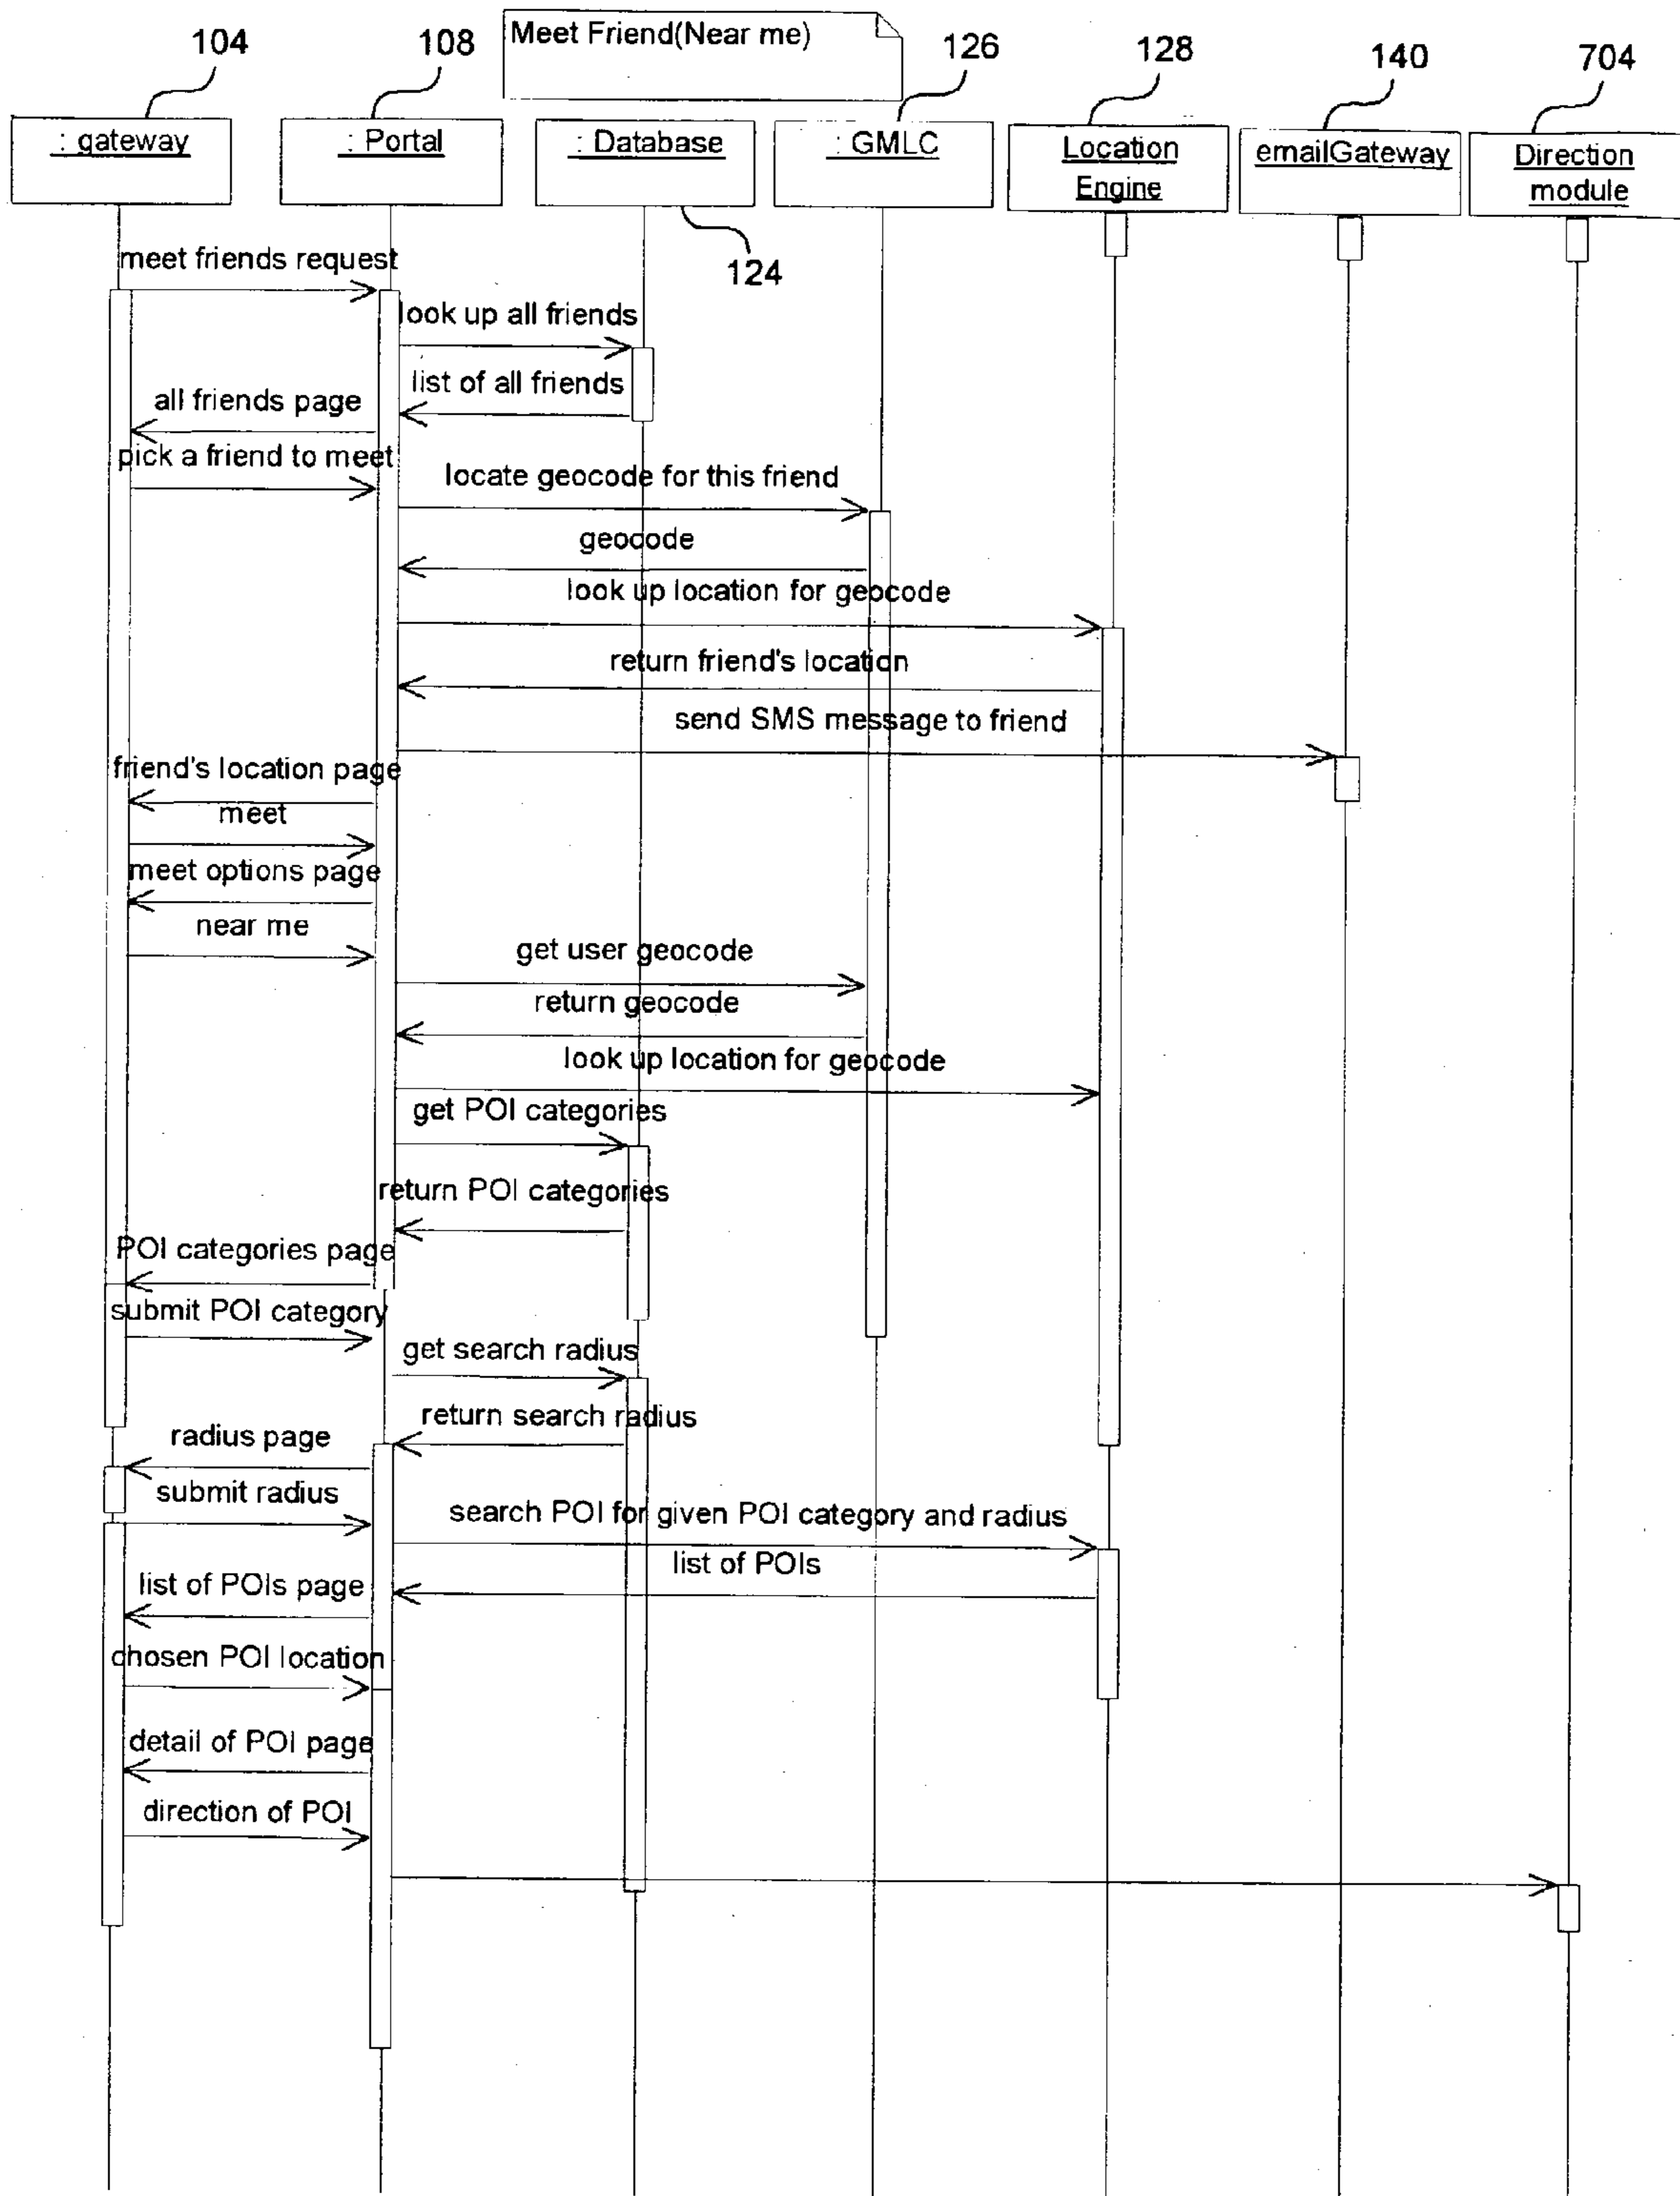 Meet Friend(Near me)
104
108
126
128
140
704
: gateway
: Portal
: Database
: GMLC
Location
Engine
emailGateway
Direction
module
124
meet friends request
look up all friends
list of all friends
all friends page
pick a friend to meet
locate geocode for this friend
geocode
look up location for geocode
return friend's location
send SMS message to friend
friend's location page
meet
meet options page
near me
get user geocode
return geocode
look up location for geocode
get POI categories
return POI categories
POI categories page
submit POI category
get search radius
return search radius
radius page
submit radius
search POI for given POI category and radius
list of POIs
list of POIs page
chosen POI location
detail of POI page
direction of POI